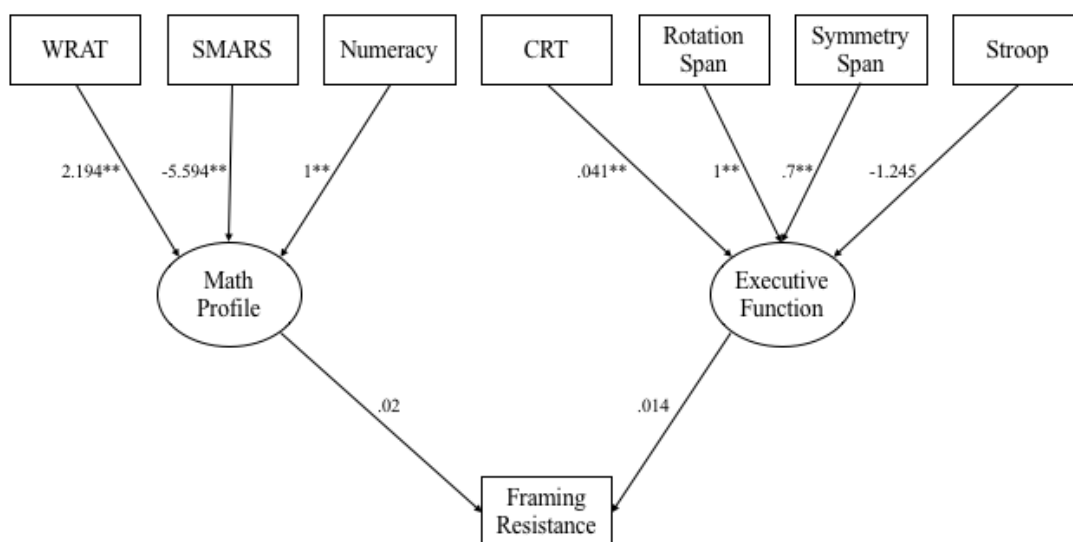 WRAT
SMARS
Numeracy
CRT
Rotation
Span
Symmetry
Span
Stroop
2.194**
-5.594**
1**
.041**
1**
.7**
-1.245
Math
Profile
Executive
Function
.02
.014
Framing
Resistance